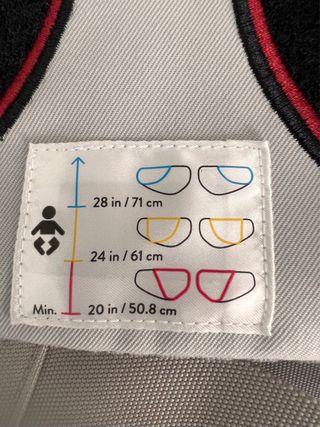 28 in / 71 cm
24 in / 61 cm
Min. 20 in / 50.8 cm